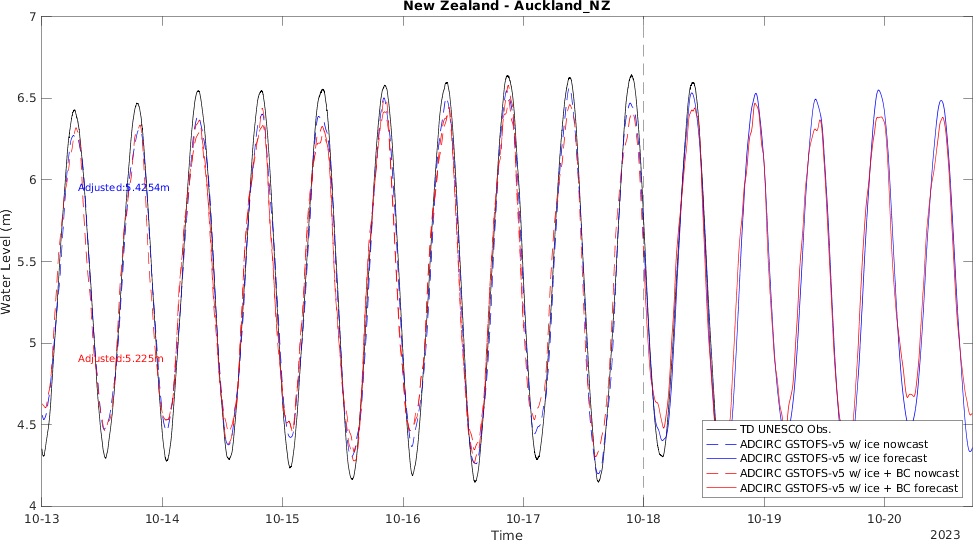 New Zealand - Auckland_NZ
7
6.5
6
5.5
5
4.5
4
Water Level (m)
Adjusted:5.4254m
Adjusted:5.225m
TD UNESCO Obs.
ADCIRC GSTOFS-v5 w/ ice nowcast
ADCIRC GSTOFS-v5 w/ ice forecast
ADCIRC GSTOFS-v5 w/ ice + BC nowcast
ADCIRC GSTOFS-v5 w/ ice + BC forecast
10-13 10-14 10-15 10-16 10-17 10-18 10-19 10-20
Time
2023